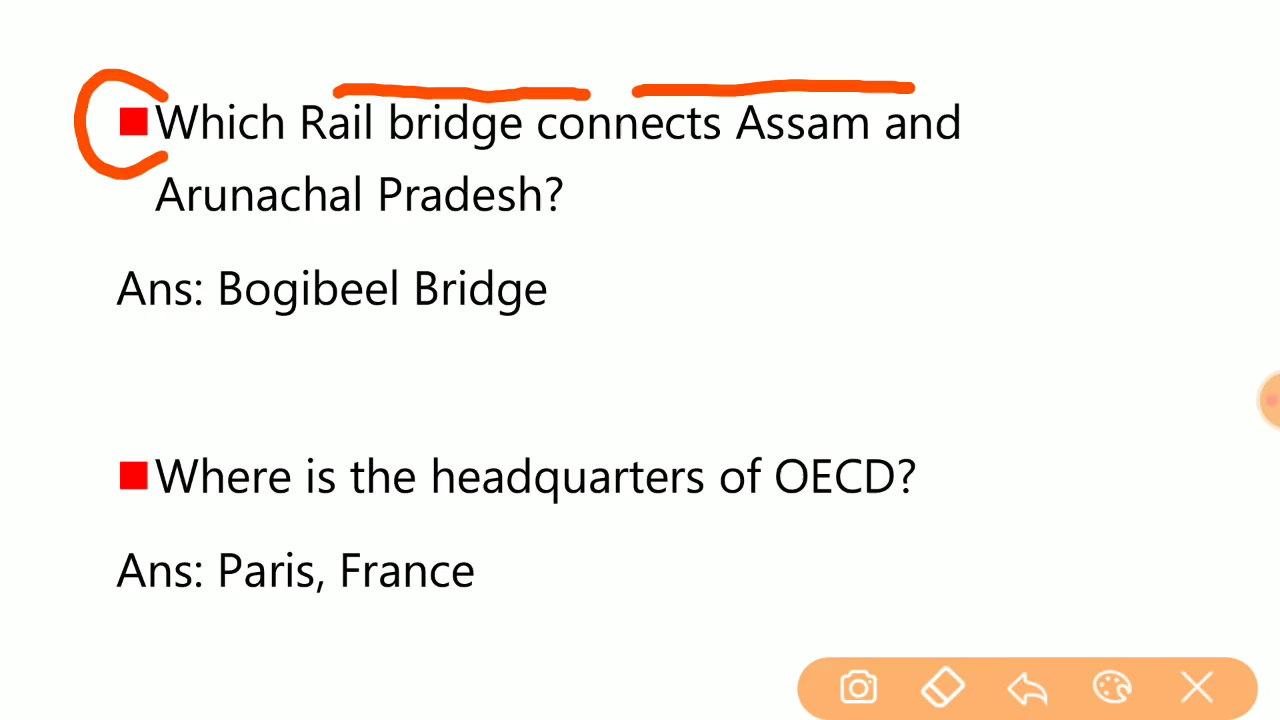 Which Rail bridge connects Assam and
Arunachal Pradesh?
Ans: Bogibeel Bridge
Where is the headquarters of OECD?
Ans: Paris, France